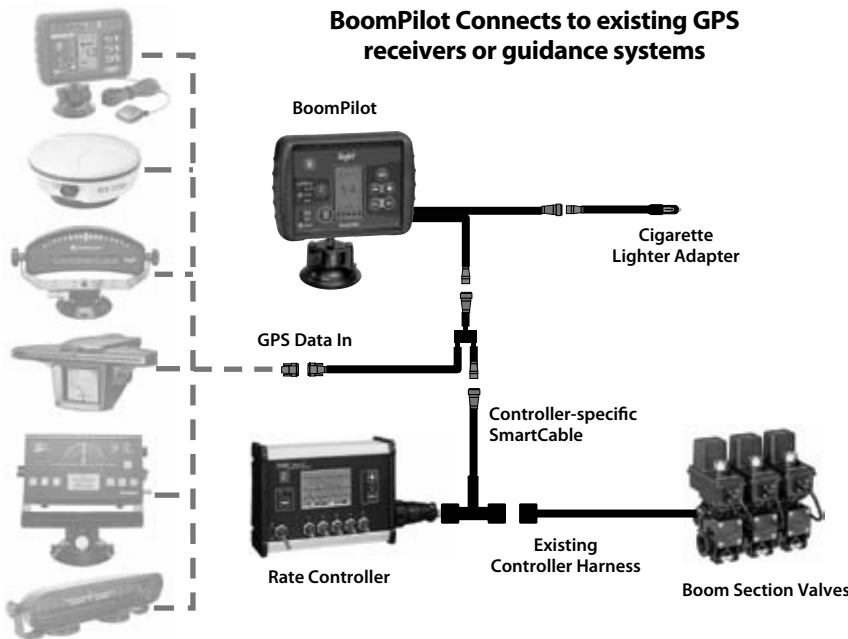 BoomPilot Connects to existing GPS
receivers or guidance systems
BoomPilot
Cigarette
Lighter Adapter
GPS Data In
Controller-specific
SmartCable
Rate Controller
Existing
Controller Harness
Boom Section Valves